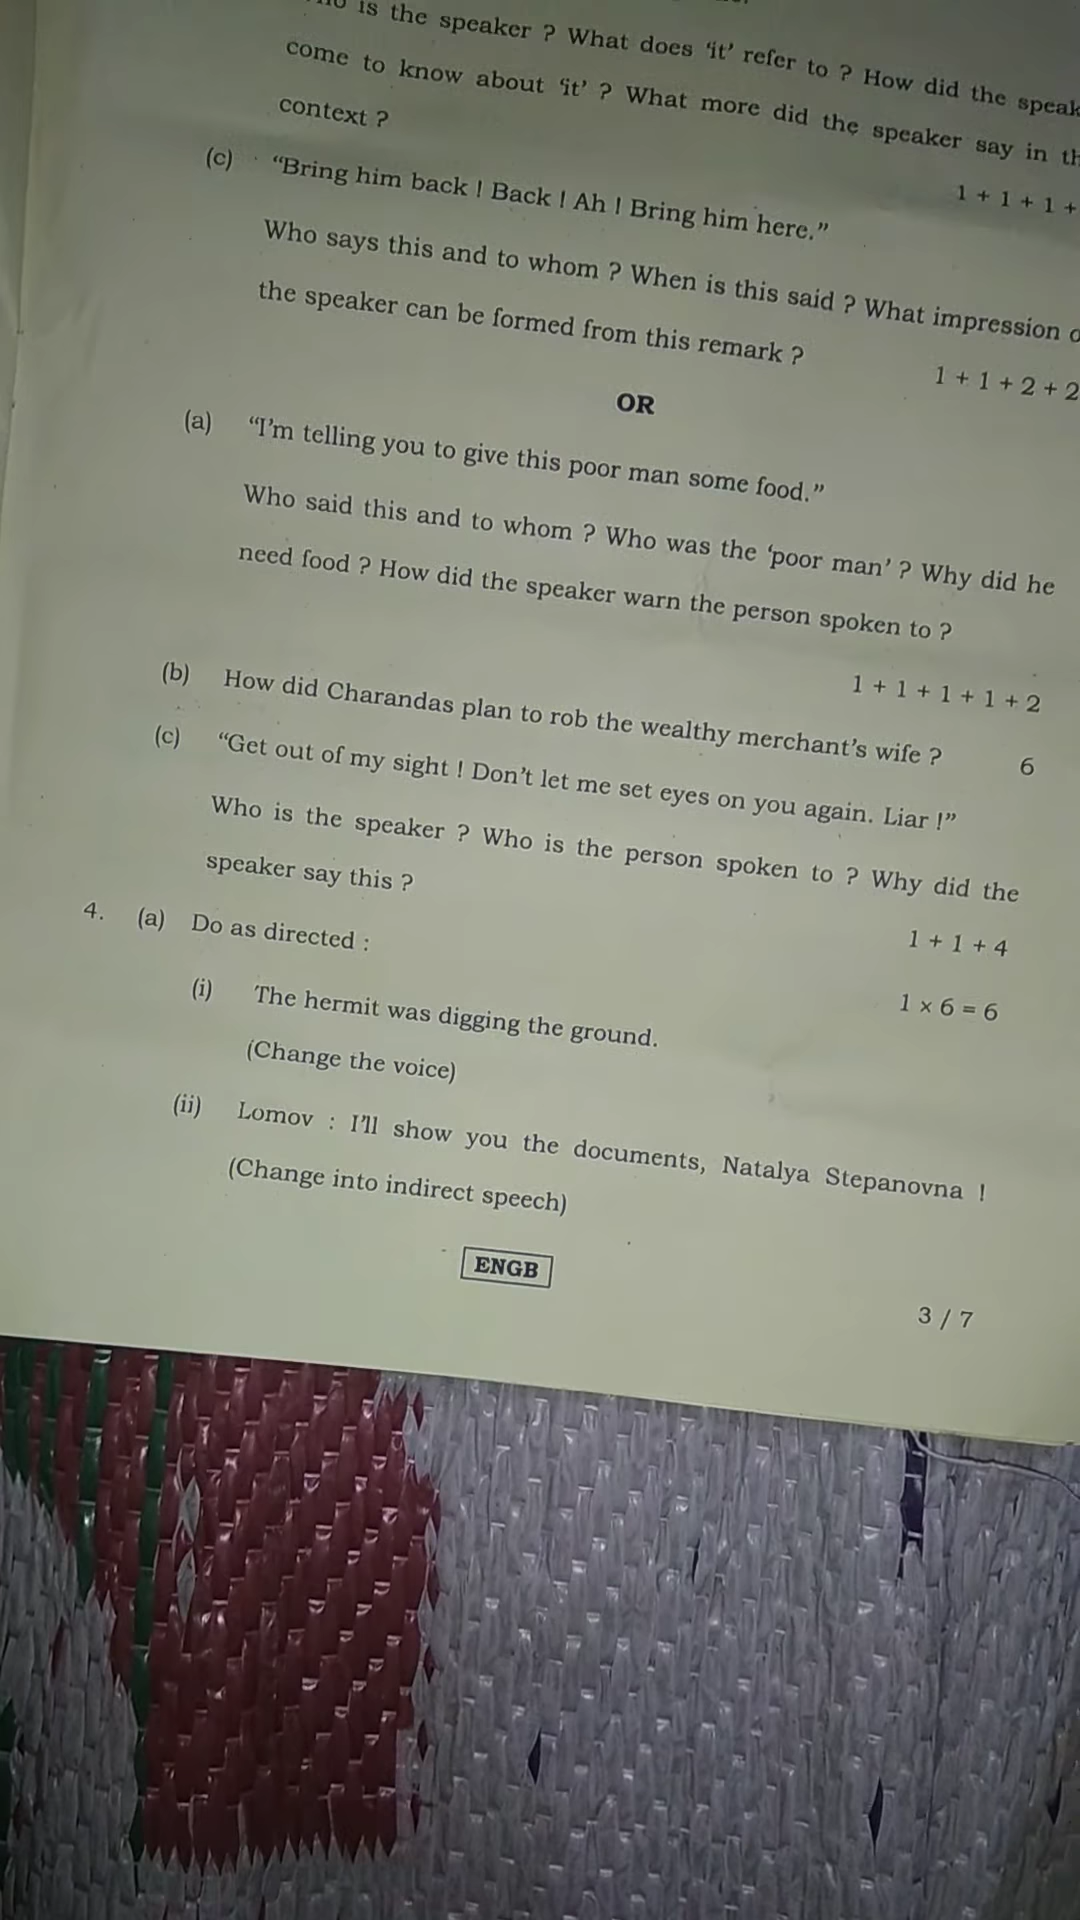 is the speaker ? What does 'it' refer to ? How did the
come to know about 'it' ? What more did the speaker say in
context ?
1 + 1 + 1 +
(c) "Bring him back ! Back ! Ah ! Bring him here."
Who says this and to whom ? When is this said ? What impression
the speaker can be formed from this remark ?
1 + 1 + 2 + 2
OR
(a) "I'm telling you to give this poor man some food."
Who said this and to whom ? Who was the 'poor man' ? Why did he
need food ? How did the speaker warn the person spoken to ?
1 + 1 + 1 + 1 + 2
(b) How did Charandas plan to rob the wealthy merchant's wife ? 6
(c) "Get out of my sight ! Don't let me set eyes on you again. Liar !"
Who is the speaker ? Who is the person spoken to ? Why did the
speaker say this ?
1 + 1 + 4
4. (a) Do as directed :
1 × 6 = 6
(i) The hermit was digging the ground.
(Change the voice)
(ii) Lomov : I'll show you the documents, Natalya Stepanovna !
(Change into indirect speech)
ENGB
3 / 7